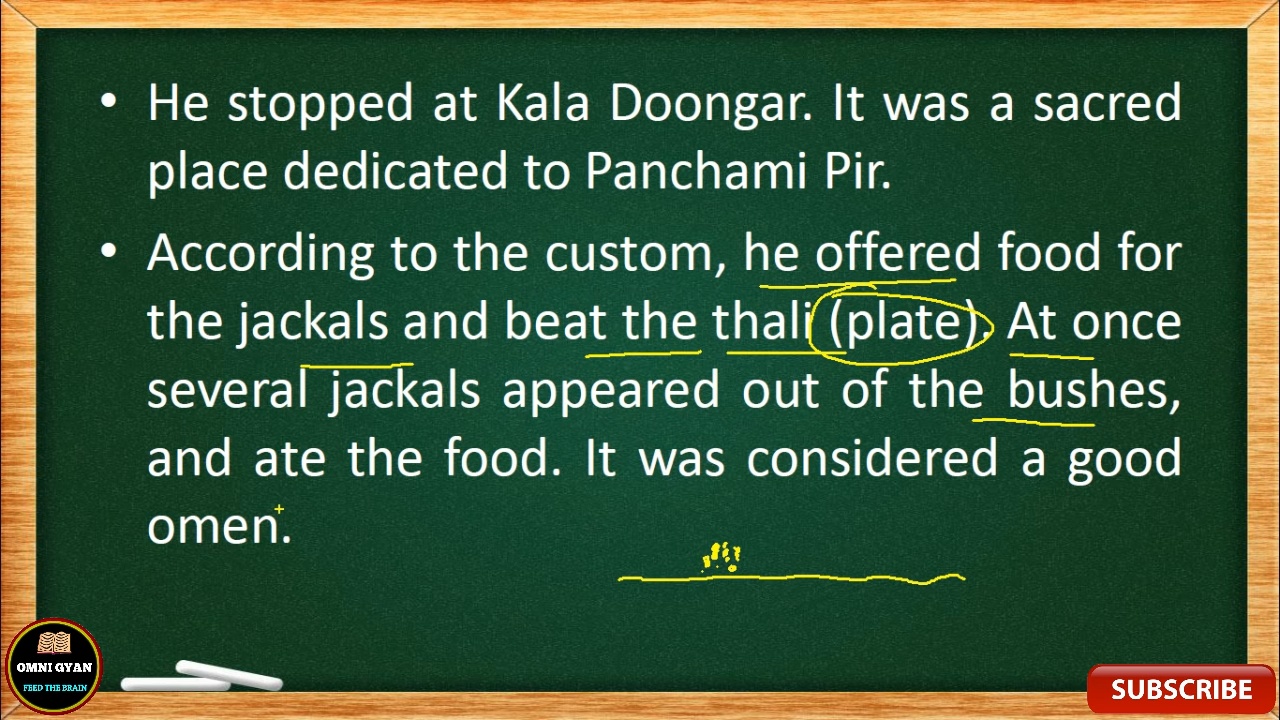 • He stopped at Kala Doongar. It was a sacred
place dedicated to Panchami Pir.
• According to the custom, he offered food for
the jackals and beat the thali (plate). At once
several jackals appeared out of the bushes,
and ate the food. It was considered a good
omen.
OMNI GYAN
FEED THE BRAIN
SUBSCRIBE